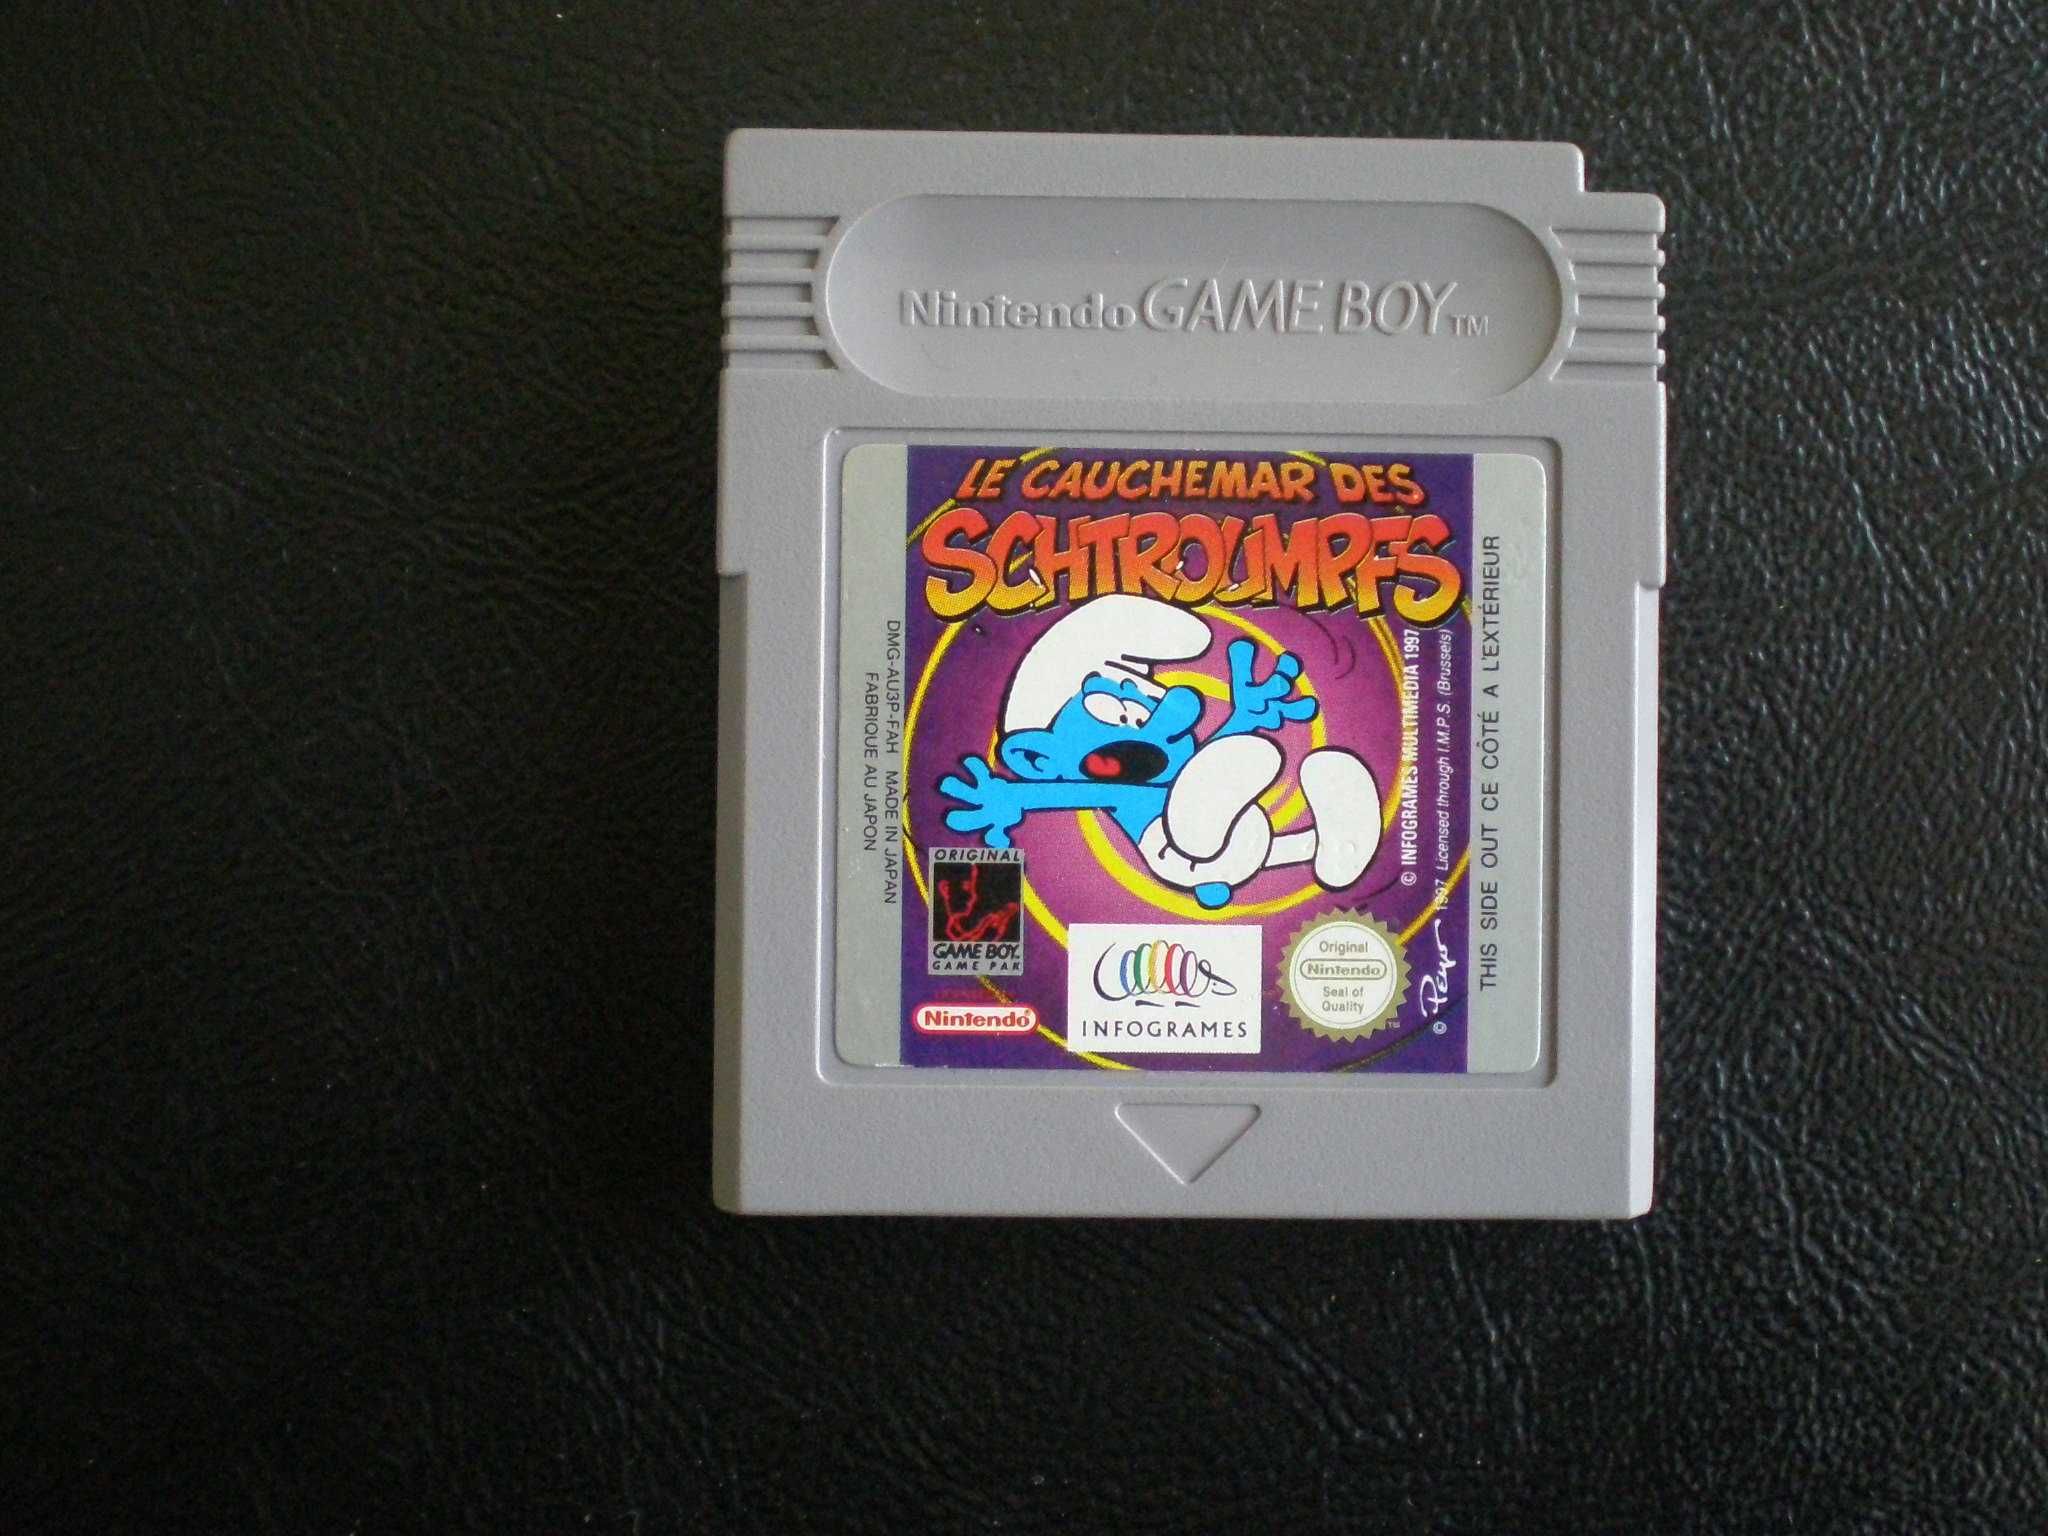 Nintendo GAME BOY TM
LE CAUCHEMAR DES
SCHTROUMPFS
DMG-AU3P-FAH MADE IN JAPAN
FABRIQUE AU JAPON
© INFOGRAMES MULTIMEDIA 1997
© Peyo 1997 Licensed through I.M.P.S. (Brussels)
THIS SIDE OUT CE CÔTÉ A L'EXTÉRIEUR
ORIGINAL
GAME BOY
GAME PAK
Nintendo®
INFOGRAMES
Original
Nintendo
Seal of
Quality
TM